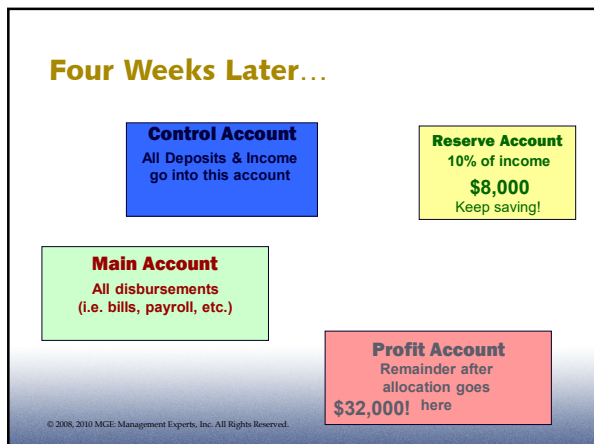 Four Weeks Later...
Control Account
All Deposits & Income
go into this account
Reserve Account
10% of income
$8,000
Keep saving!
Main Account
All disbursements
(i.e. bills, payroll, etc.)
Profit Account
Remainder after
allocation goes
$32,000! here
© 2008, 2010 MGE: Management Experts, Inc. All Rights Reserved.